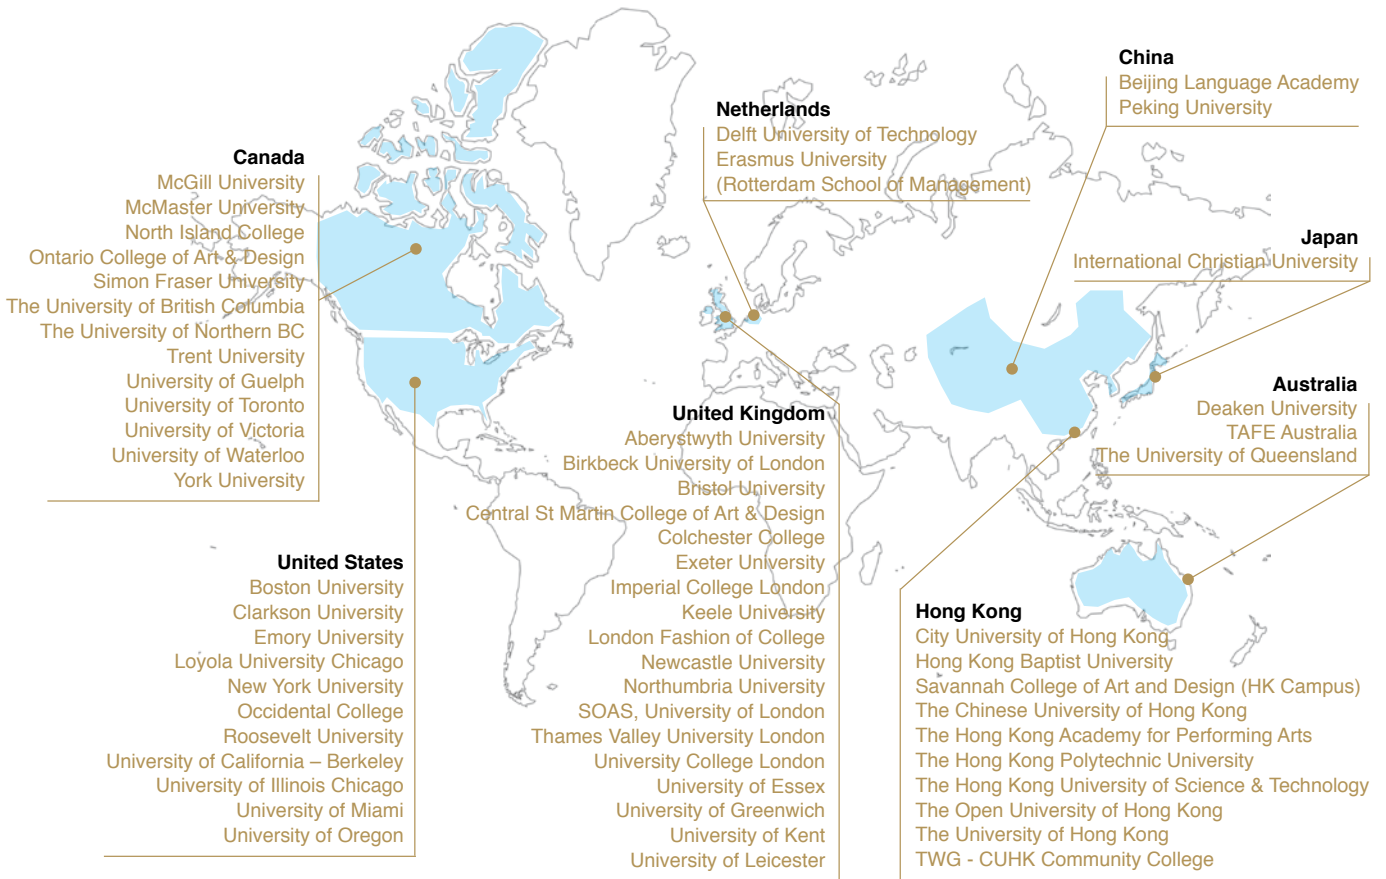 China
Beijing Language Academy
Peking University
Netherlands
Delft University of Technology
Erasmus University
(Rotterdam School of Management)
Canada
McGill University
McMaster University
North Island College
Ontario College of Art & Design
Simon Fraser University
The University of British Columbia
The University of Northern BC
Trent University
University of Guelph
University of Toronto
University of Victoria
University of Waterloo
York University
Japan
International Christian University
Australia
Deaken University
TAFE Australia
The University of Queensland
United Kingdom
Aberystwyth University
Birkbeck University of London
Bristol University
Central St Martin College of Art & Design
Colchester College
Exeter University
Imperial College London
Keele University
London Fashion of College
Newcastle University
Northumbria University
SOAS, University of London
Thames Valley University London
University College London
University of Essex
University of Greenwich
University of Kent
University of Leicester
United States
Boston University
Clarkson University
Emory University
Loyola University Chicago
New York University
Occidental College
Roosevelt University
University of California – Berkeley
University of Illinois Chicago
University of Miami
University of Oregon
Hong Kong
City University of Hong Kong
Hong Kong Baptist University
Savannah College of Art and Design (HK Campus)
The Chinese University of Hong Kong
The Hong Kong Academy for Performing Arts
The Hong Kong Polytechnic University
The Hong Kong University of Science & Technology
The Open University of Hong Kong
The University of Hong Kong
TWG - CUHK Community College